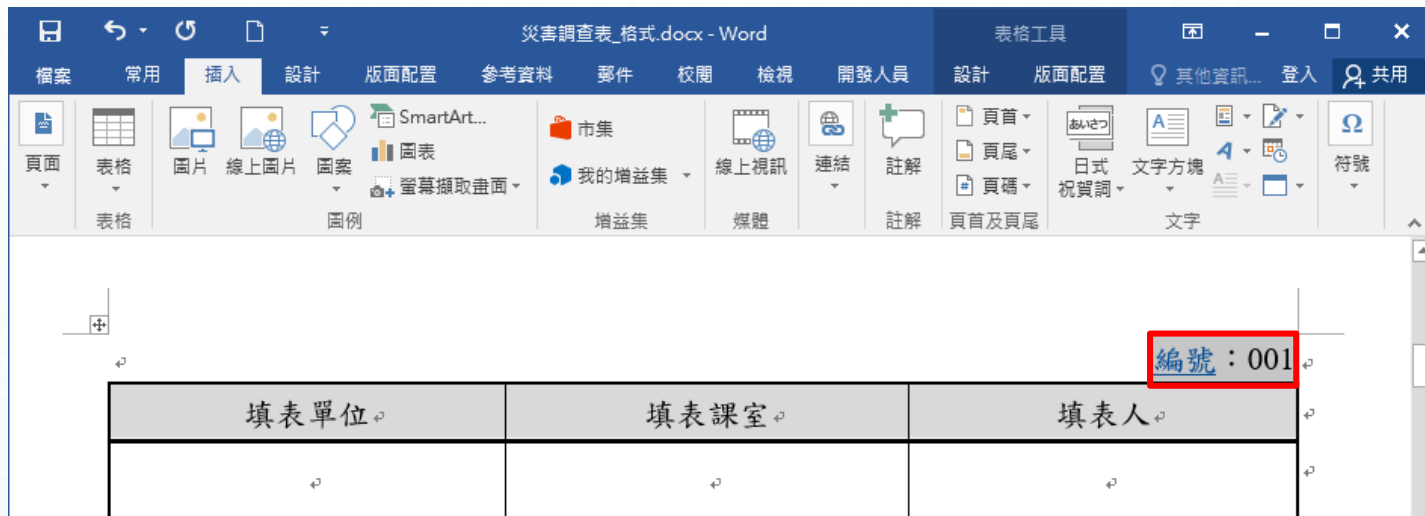 災害調查表_格式.docx - Word 表格工具
檔案 常用 插入 設計 版面配置 參考資料 郵件 校閱 檢視 開發人員 設計 版面配置 其他資訊... 登入 共用
SmartArt... 市集 頁首 あいさつ A Ω
圖表 頁尾
頁面 表格 圖片 線上圖片 圖案 我的增益集 線上視訊 連結 註解 日式 文字方塊 A 符號
螢幕擷取畫面 # 頁碼 祝賀詞 A
表格 圖例 增益集 媒體 註解 頁首及頁尾 文字
編號：001
填表單位 填表課室 填表人